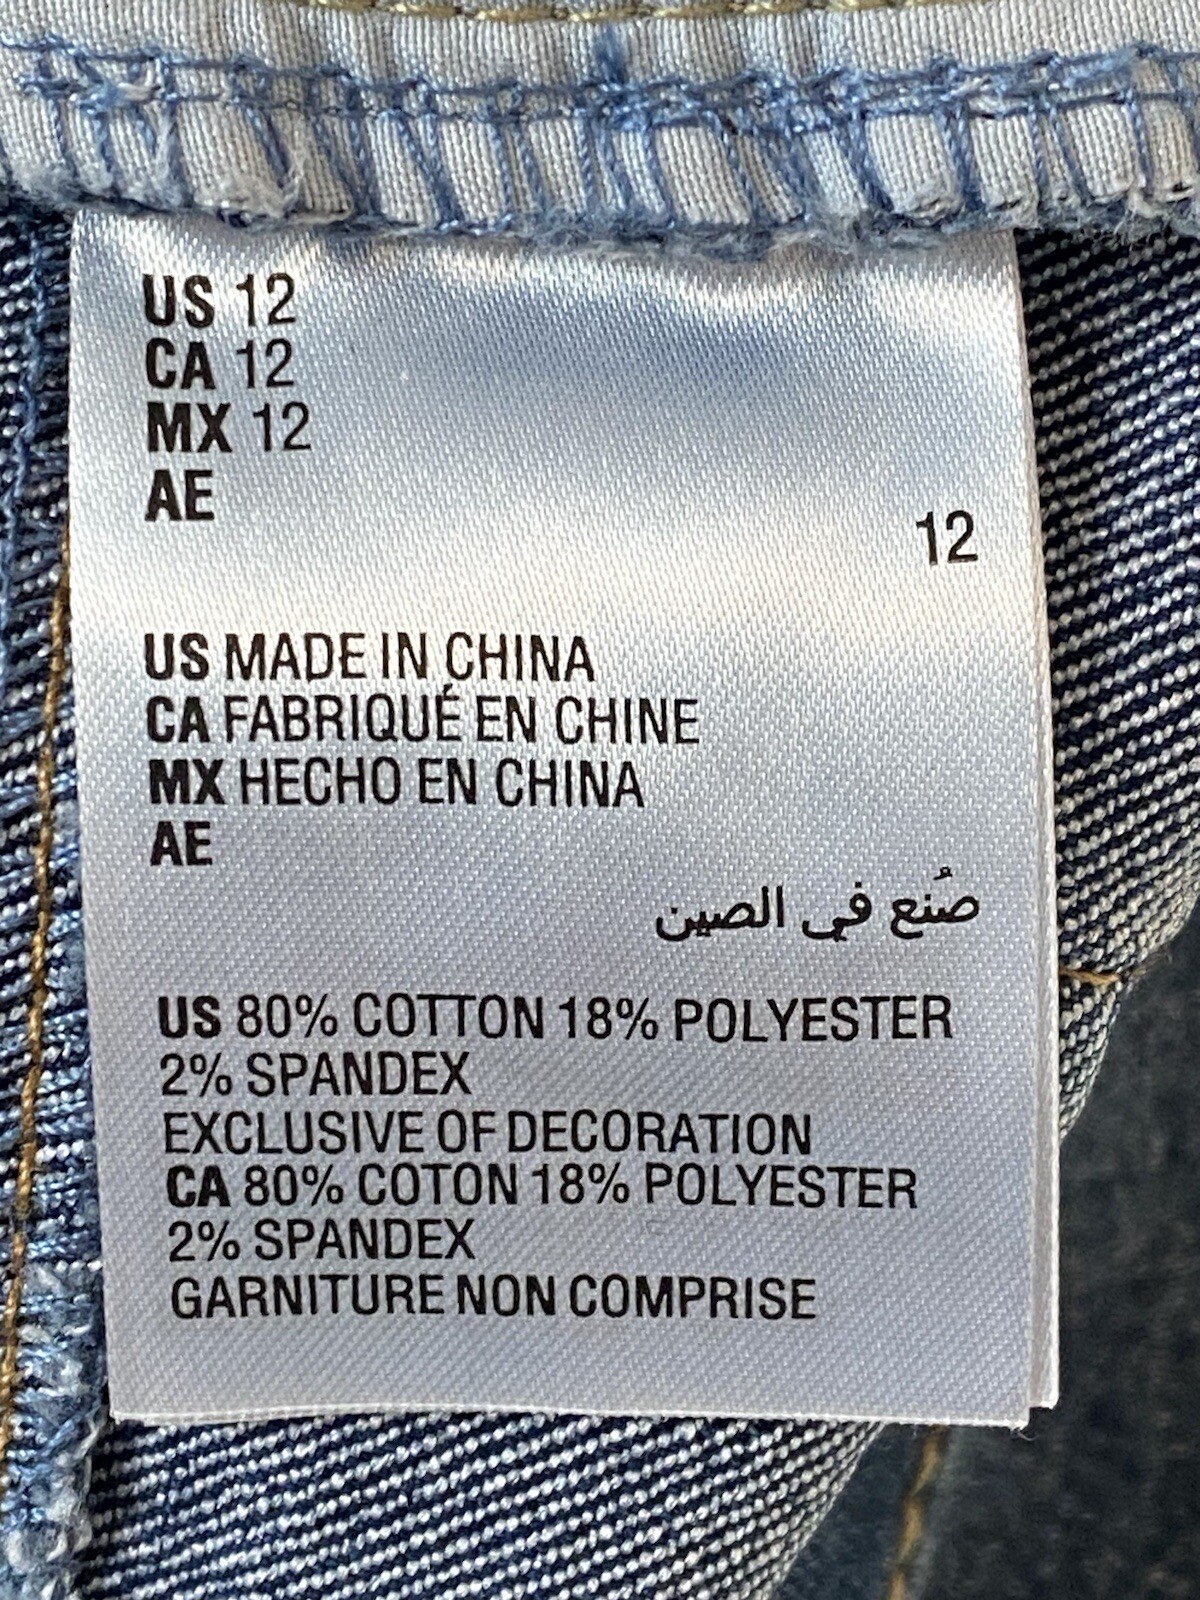 US 12
CA 12
MX 12
AE
12
US MADE IN CHINA
CA FABRIQUÉ EN CHINE
MX HECHO EN CHINA
AE
صُنع في الصين
US 80% COTTON 18% POLYESTER
2% SPANDEX
EXCLUSIVE OF DECORATION
CA 80% COTON 18% POLYESTER
2% SPANDEX
GARNITURE NON COMPRISE